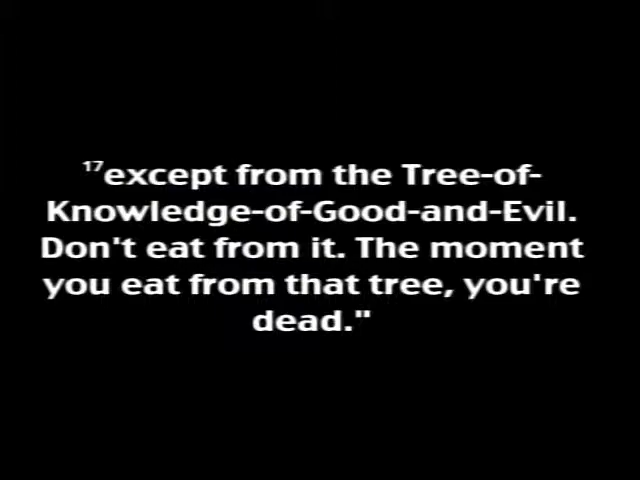 ¹⁷except from the Tree-of-
Knowledge-of-Good-and-Evil.
Don't eat from it. The moment
you eat from that tree, you're
dead."